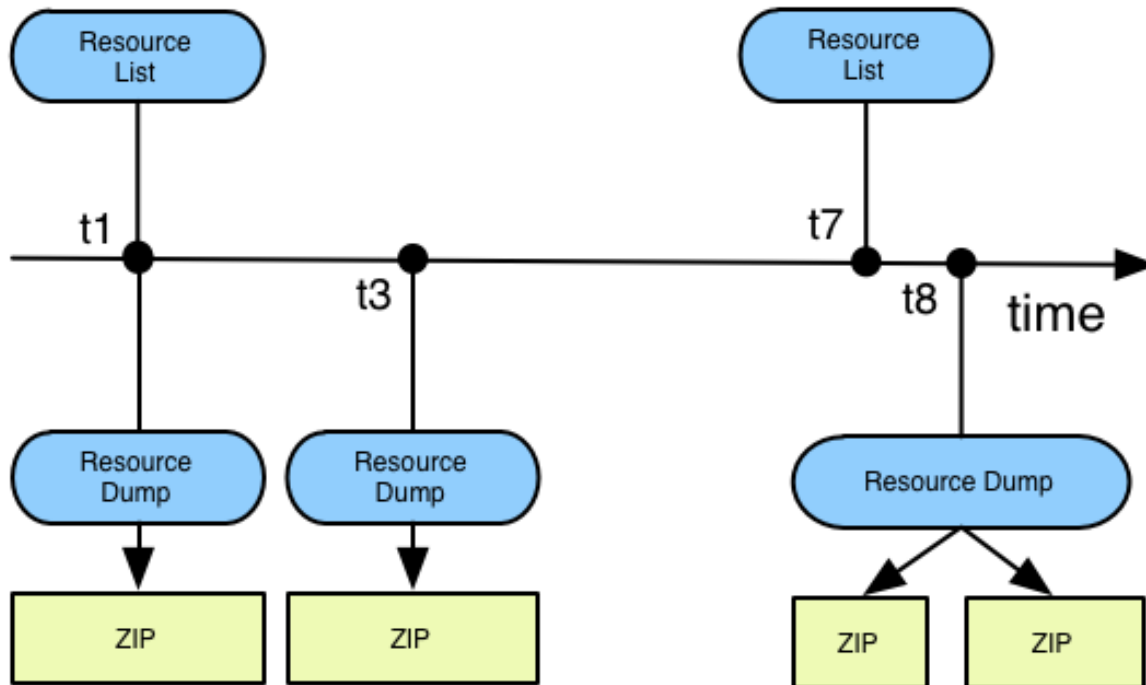 Resource
List
Resource
List
t1
t7
t3
t8
time
Resource
Dump
Resource
Dump
Resource Dump
ZIP
ZIP
ZIP
ZIP